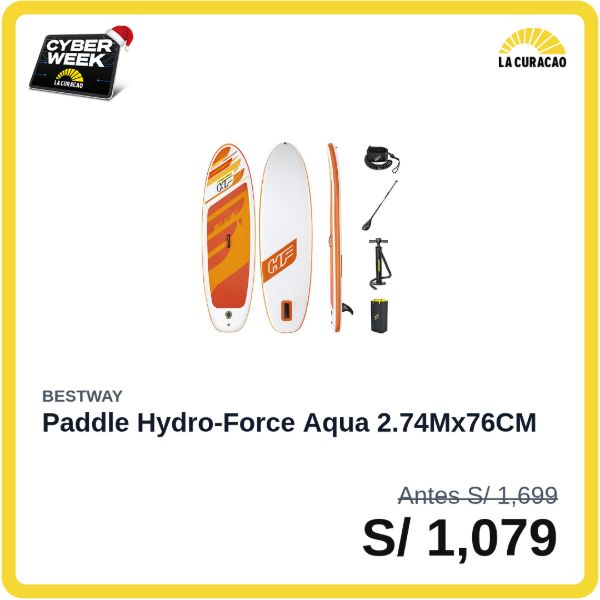 CYBER
WEEK
LA CURACAO
LA CURACAO
HF
HF
BESTWAY
Paddle Hydro-Force Aqua 2.74Mx76CM
Antes S/ 1,699
S/ 1,079